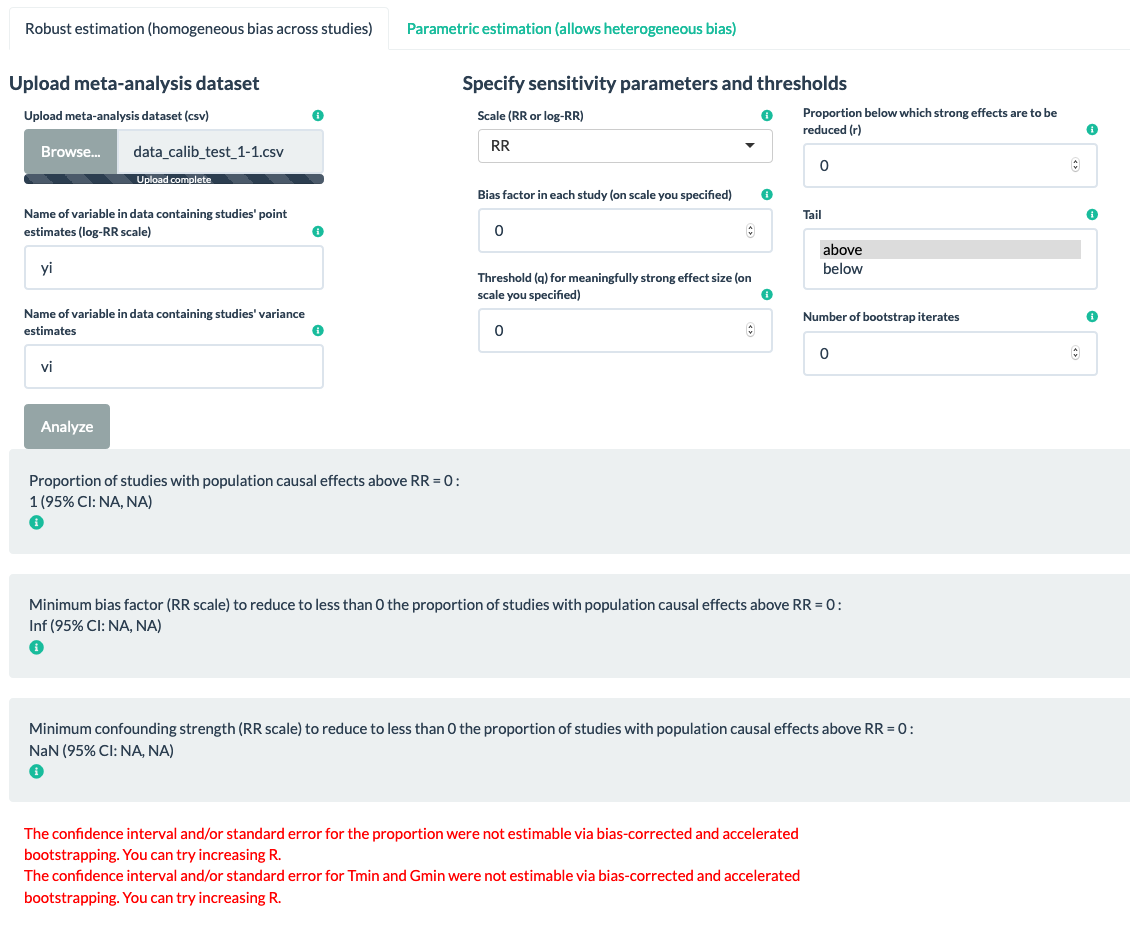 Robust estimation (homogeneous bias across studies)
Parametric estimation (allows heterogeneous bias)
Upload meta-analysis dataset
Upload meta-analysis dataset (csv)
Browse...
data_calib_test_1-1.csv
Upload complete
Name of variable in data containing studies' point
estimates (log-RR scale)
yi
Name of variable in data containing studies' variance
estimates
vi
Analyze
Specify sensitivity parameters and thresholds
Scale (RR or log-RR)
RR
Bias factor in each study (on scale you specified)
0
Threshold (q) for meaningfully strong effect size (on
scale you specified)
0
Proportion below which strong effects are to be
reduced (r)
0
Tail
above
below
Number of bootstrap iterates
0
Proportion of studies with population causal effects above RR = 0 :
1 (95% CI: NA, NA)
Minimum bias factor (RR scale) to reduce to less than 0 the proportion of studies with population causal effects above RR = 0 :
Inf (95% CI: NA, NA)
Minimum confounding strength (RR scale) to reduce to less than 0 the proportion of studies with population causal effects above RR = 0 :
NaN (95% CI: NA, NA)
The confidence interval and/or standard error for the proportion were not estimable via bias-corrected and accelerated
bootstrapping. You can try increasing R.
The confidence interval and/or standard error for Tmin and Gmin were not estimable via bias-corrected and accelerated
bootstrapping. You can try increasing R.